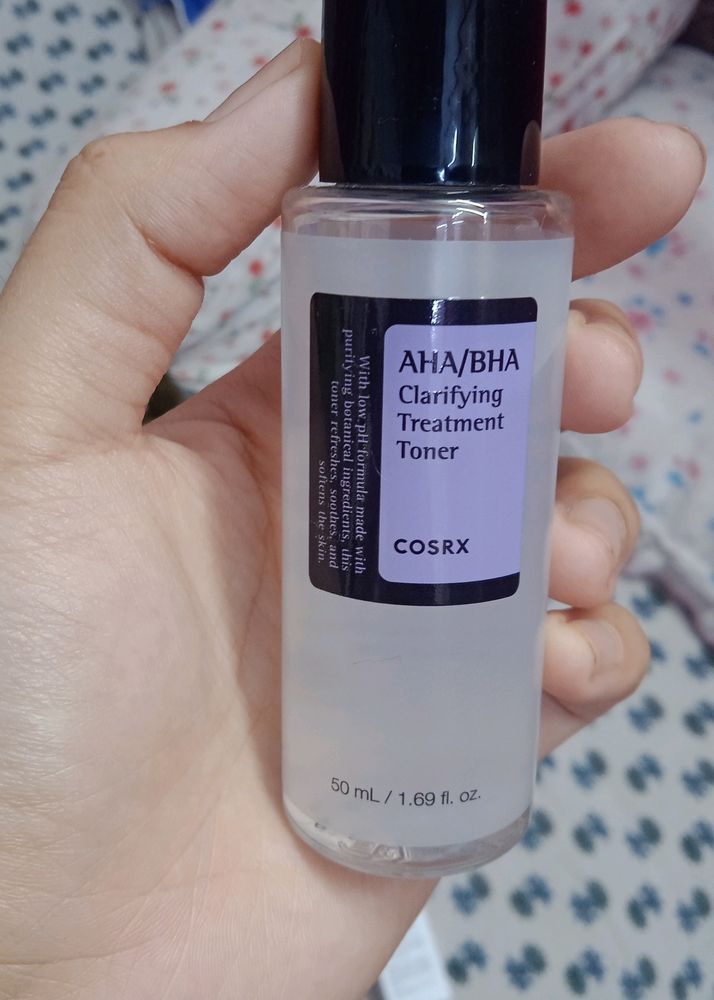 AHA/BHA
Clarifying
Treatment
Toner
COSRX
With low pH formula made with
purifying botanical ingredients, this
toner refreshes, soothes, and
softens the skin.
50 mL / 1.69 fl. oz.